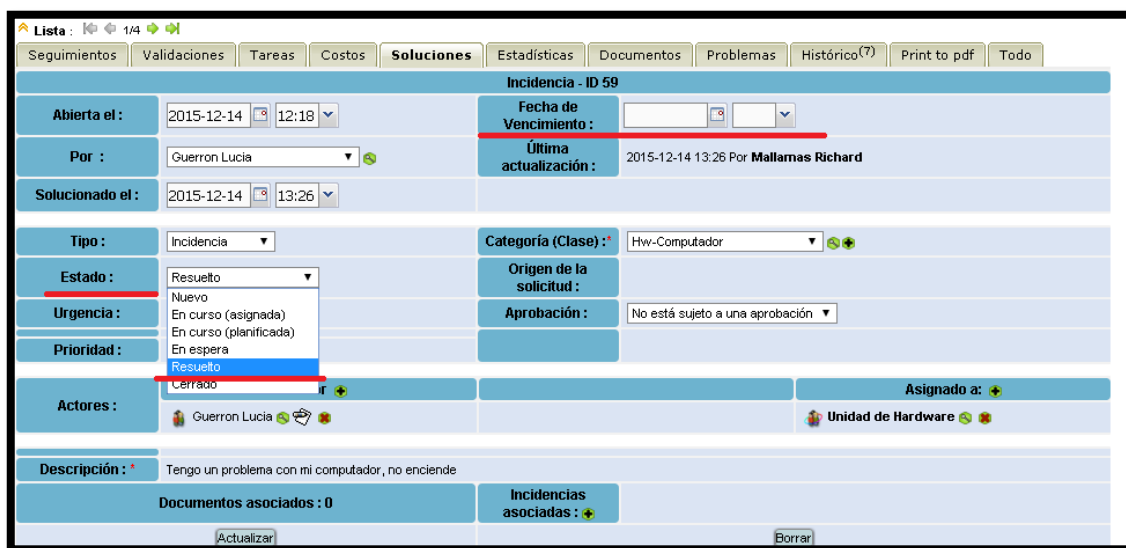 Lista : 1/4
Seguimientos Validaciones Tareas Costos Soluciones Estadísticas Documentos Problemas Histórico(7) Print to pdf Todo
Incidencia - ID 59
Abierta el : 2015-12-14 12:18 Fecha de Vencimiento :
Por : Guerron Lucia Última actualización : 2015-12-14 13:26 Por Mallamas Richard
Solucionado el : 2015-12-14 13:26
Tipo : Incidencia Categoría (Clase) :* Hw-Computador
Estado : Resuelto Origen de la solicitud :
Nuevo
Urgencia : En curso (asignada) Aprobación : No está sujeto a una aprobación
En curso (planificada)
Prioridad : En espera
Resuelto
Cerrado
Actores : Asignado a:
Guerron Lucia Unidad de Hardware
Descripción : * Tengo un problema con mi computador, no enciende
Documentos asociados : 0 Incidencias asociadas :
Actualizar Borrar